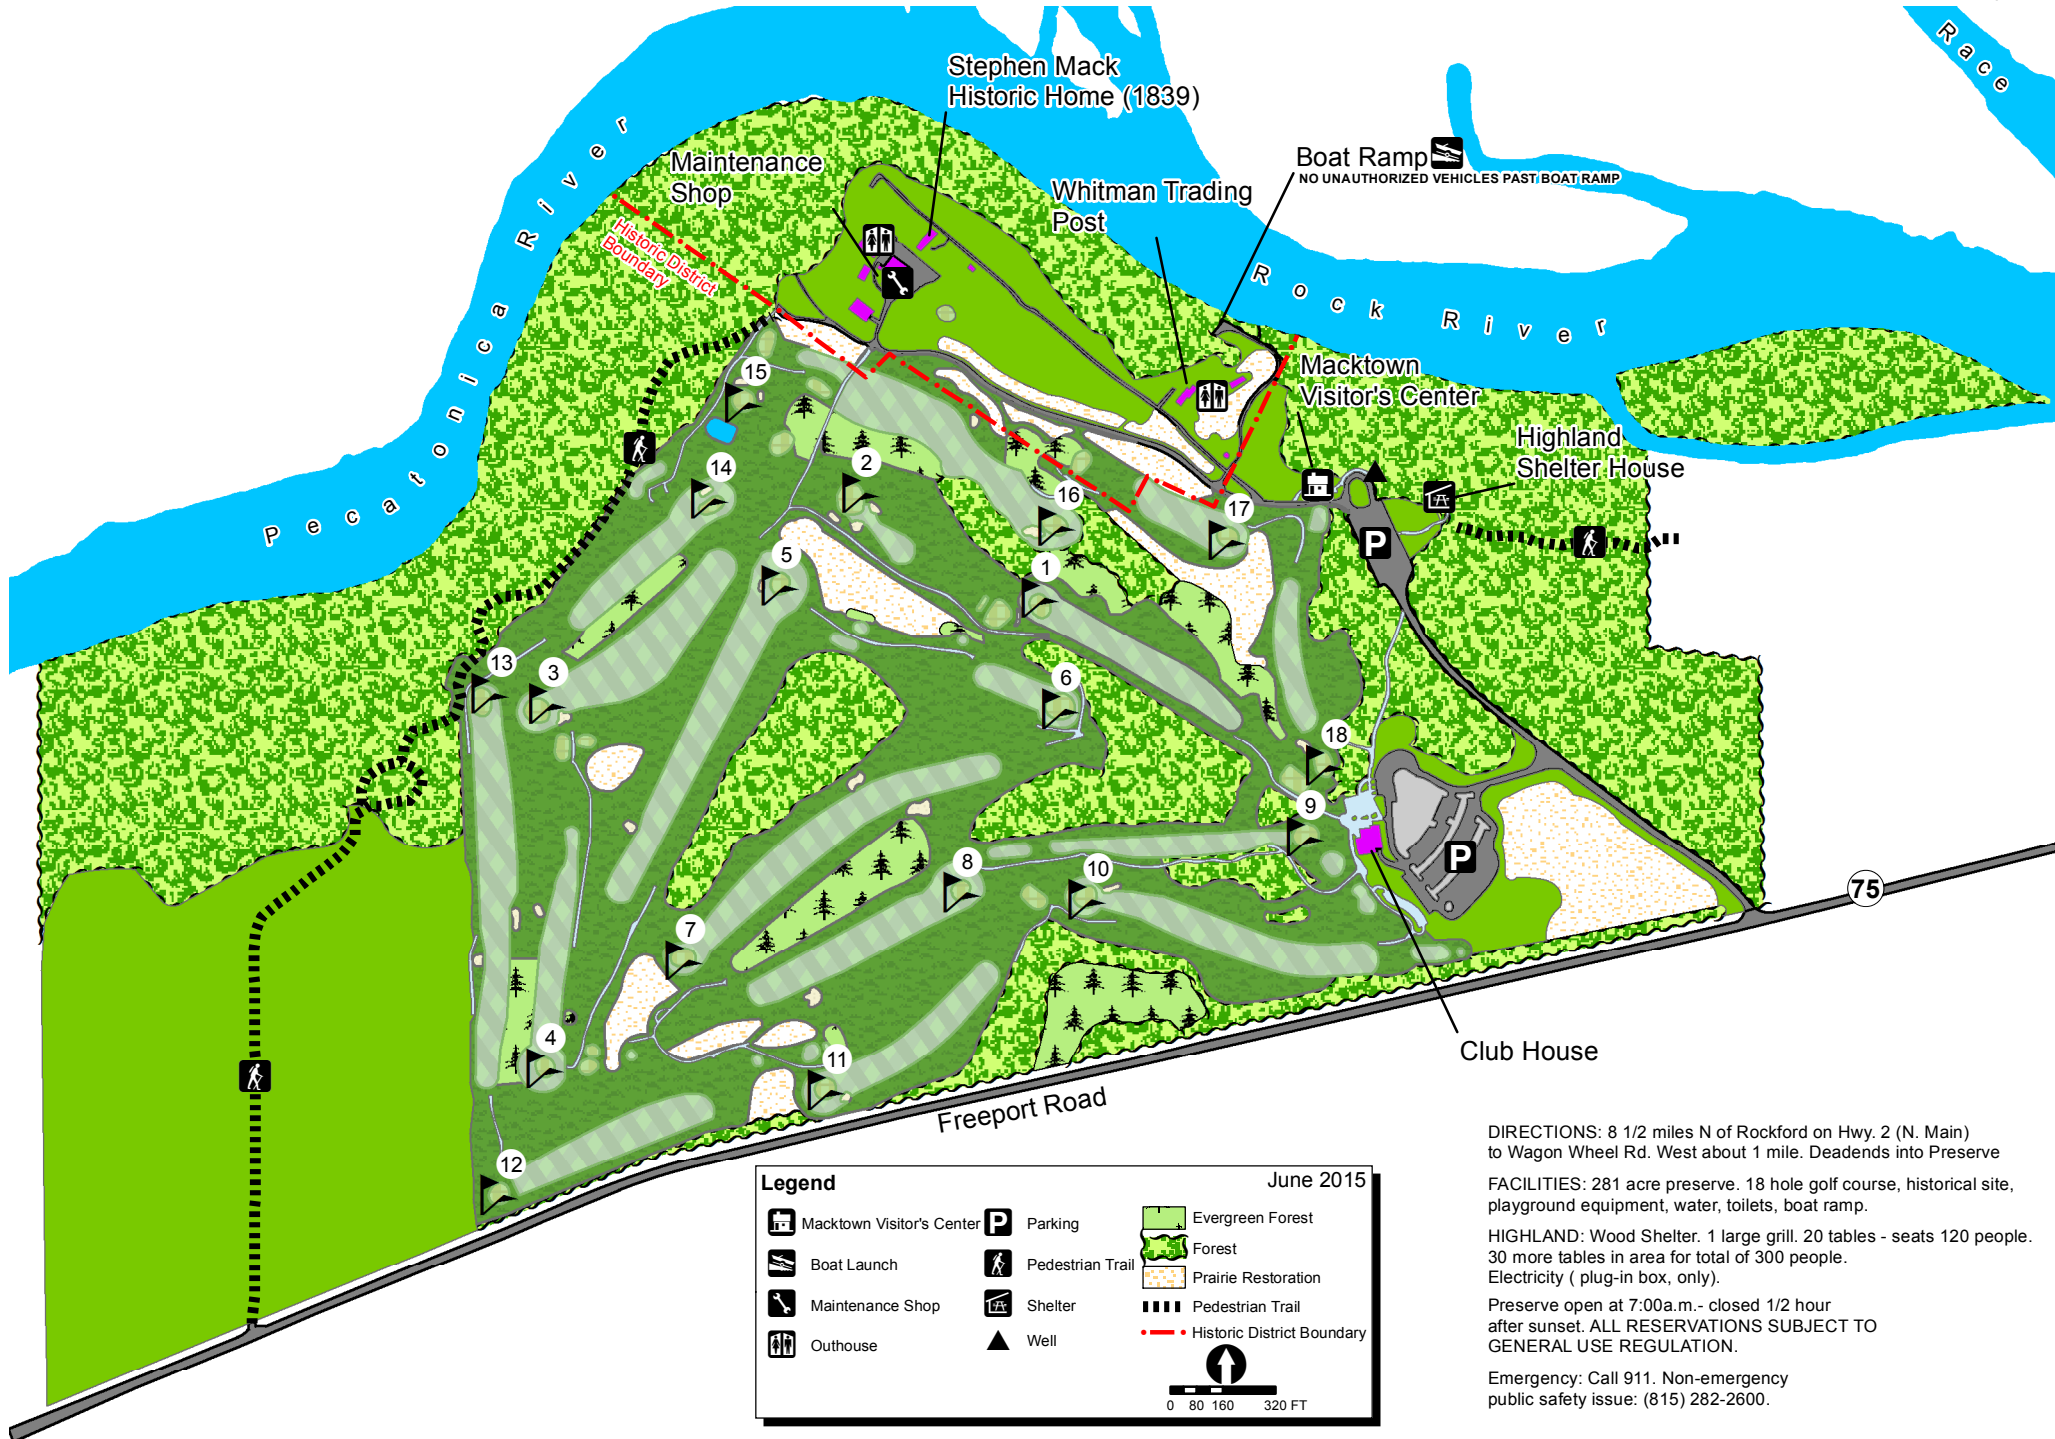 Race
Stephen Mack
Historic Home (1839)
Maintenance
Shop
Boat Ramp
NO UNAUTHORIZED VEHICLES PAST BOAT RAMP
Whitman Trading
Post
Pecatonica River
Historic District
Boundary
Rock River
Macktown
Visitor's Center
Highland
Shelter House
15
2
14
16
17
P
5
1
13
3
6
18
9
8
10
P
75
7
4
11
12
Club House
Freeport Road
Legend
June 2015
Macktown Visitor's Center
Boat Launch
Maintenance Shop
Outhouse
P Parking
Pedestrian Trail
Shelter
Well
Evergreen Forest
Forest
Prairie Restoration
Pedestrian Trail
Historic District Boundary
0 80 160 320 FT
DIRECTIONS: 8 1/2 miles N of Rockford on Hwy. 2 (N. Main)
to Wagon Wheel Rd. West about 1 mile. Deadends into Preserve
FACILITIES: 281 acre preserve. 18 hole golf course, historical site,
playground equipment, water, toilets, boat ramp.
HIGHLAND: Wood Shelter. 1 large grill. 20 tables - seats 120 people.
30 more tables in area for total of 300 people.
Electricity ( plug-in box, only).
Preserve open at 7:00a.m.- closed 1/2 hour
after sunset. ALL RESERVATIONS SUBJECT TO
GENERAL USE REGULATION.
Emergency: Call 911. Non-emergency
public safety issue: (815) 282-2600.